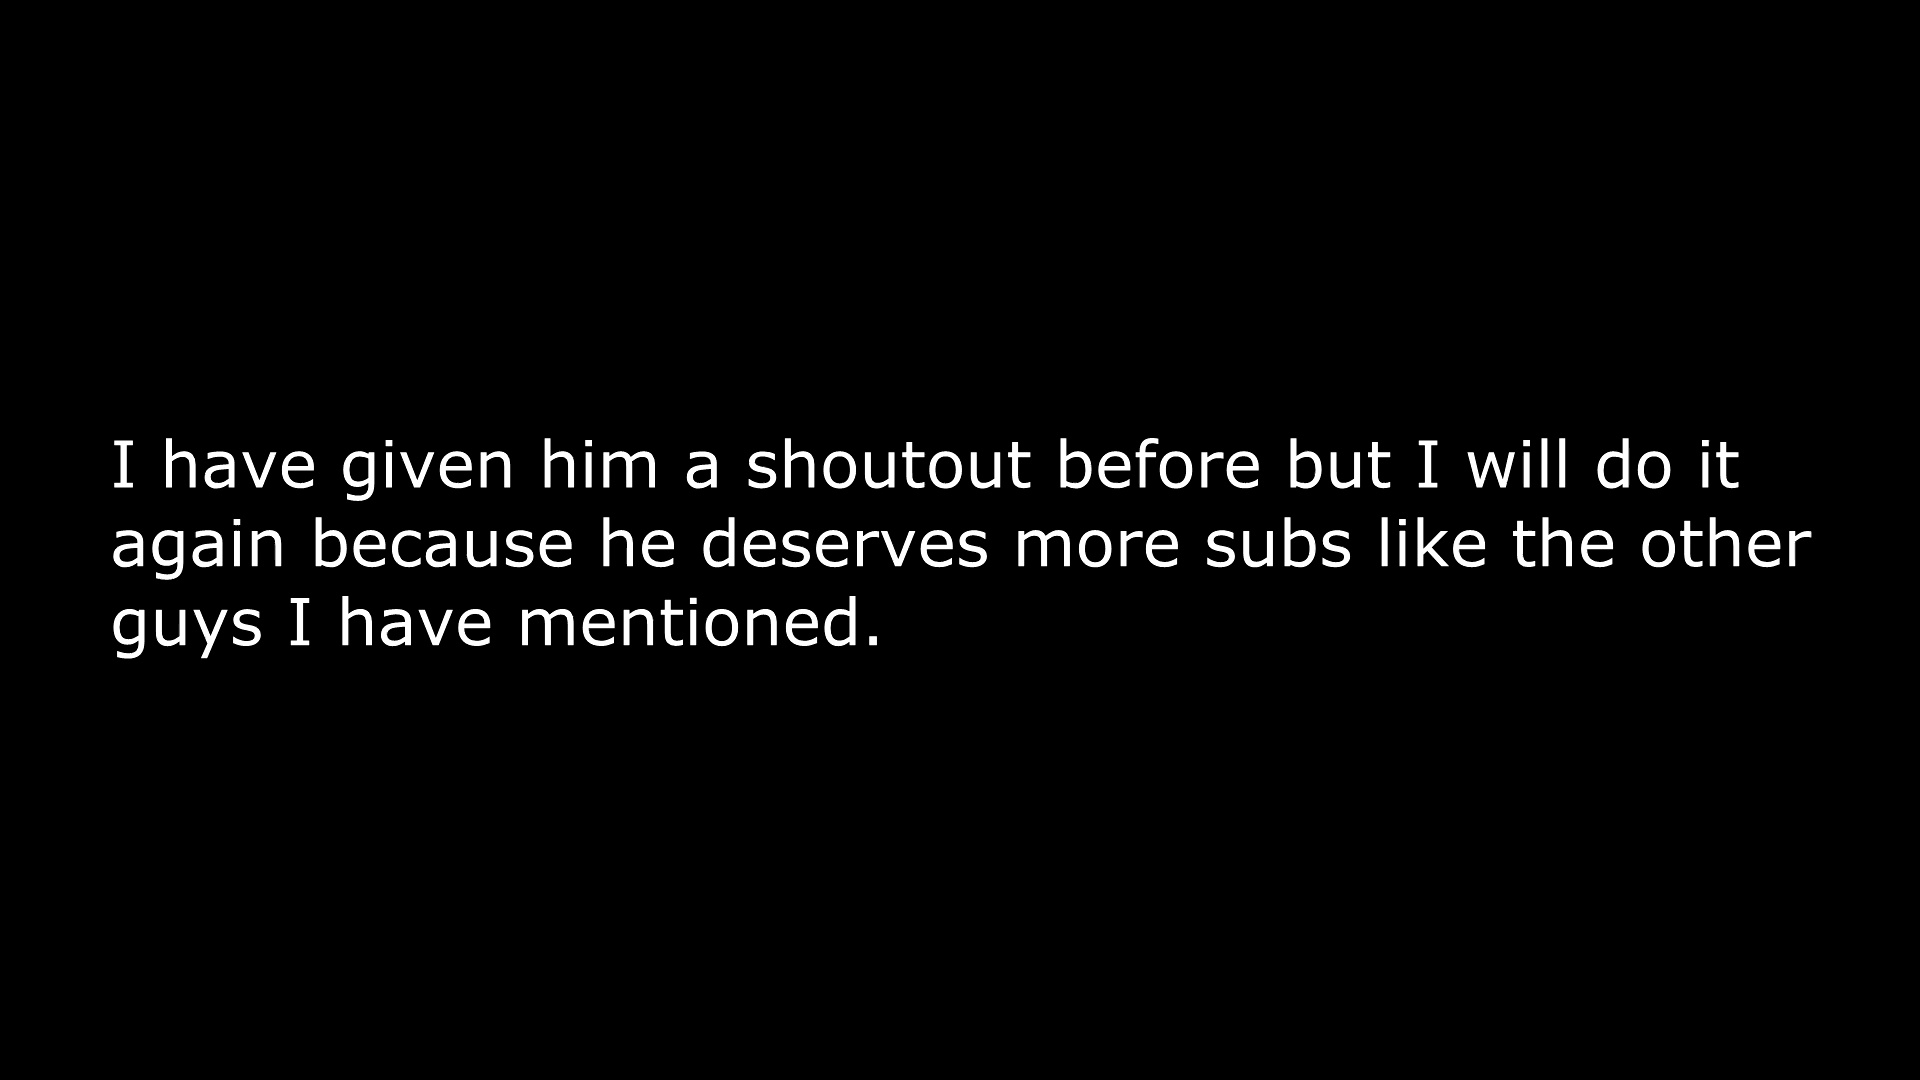 I have given him a shoutout before but I will do it
again because he deserves more subs like the other
guys I have mentioned.